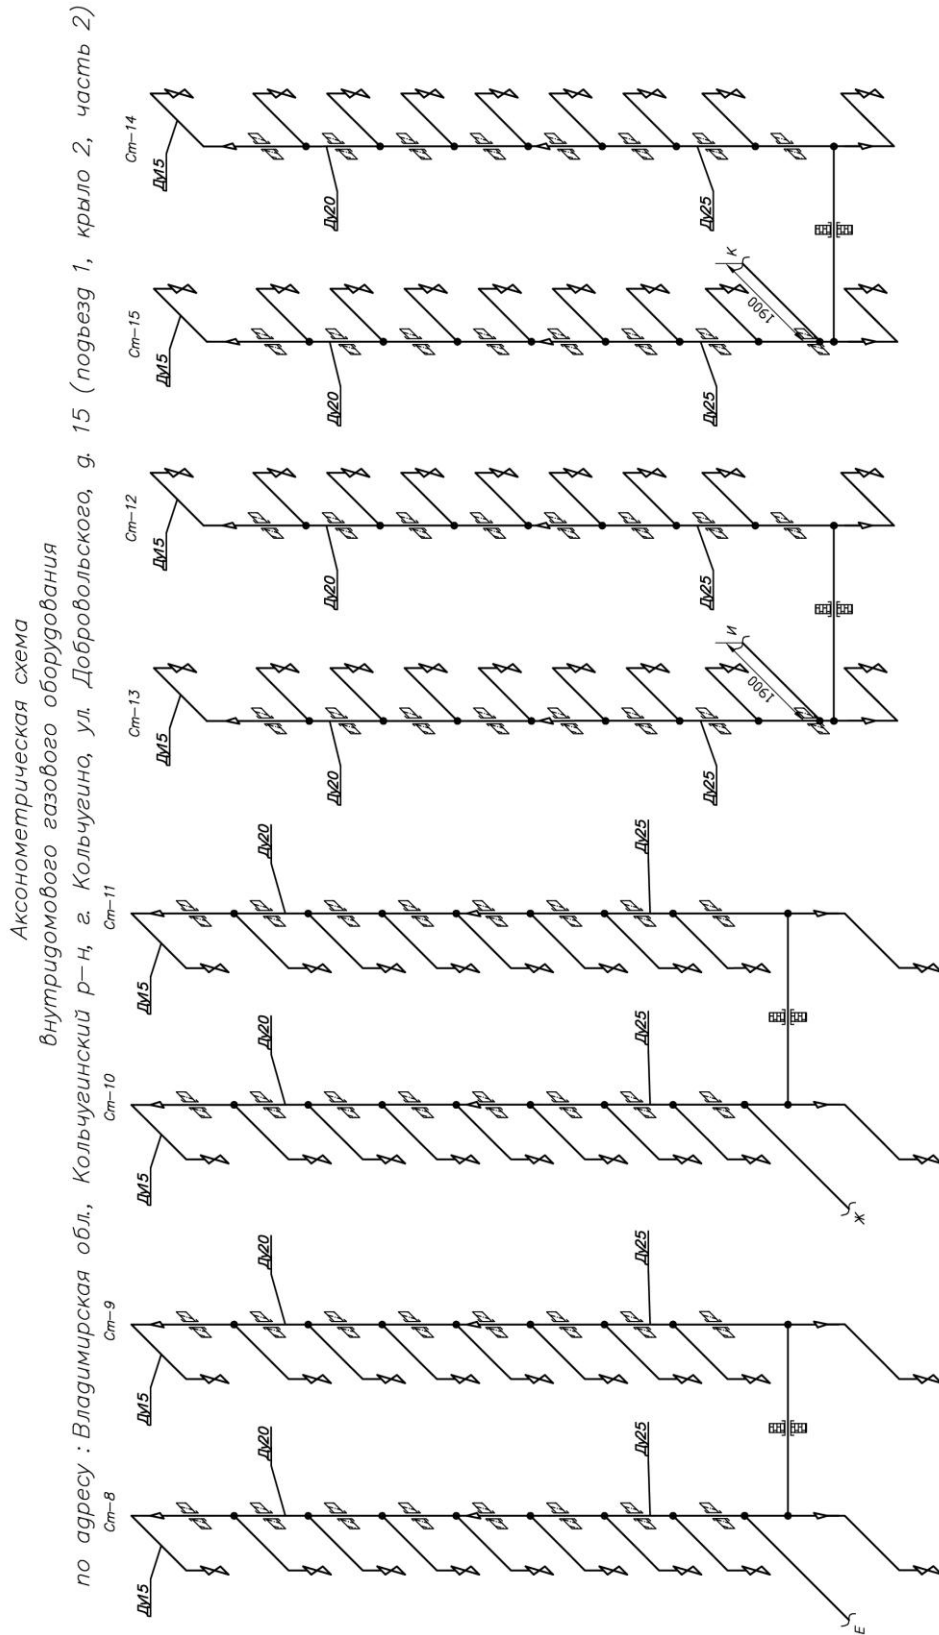 Аксонометрическая схема
внутридомового газового оборудования
по адресу : Владимирская обл., Кольчугинский р-н, г. Кольчугино, ул. Добровольского, д. 15 (подъезд 1, крыло 2, часть 2)
Ст-8
Ст-9
Ст-10
Ст-11
Ст-13
Ст-12
Ст-15
Ст-14
Ду15
Ду15
Ду15
Ду15
Ду15
Ду15
Ду15
Ду15
Ду20
Ду20
Ду20
Ду20
Ду20
Ду20
Ду20
Ду20
Ду25
Ду25
Ду25
Ду25
Ду25
Ду25
Ду25
Ду25
1900
И
1900
К
Е
Ж